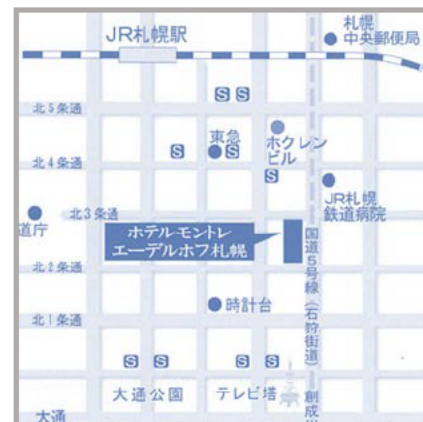 札幌
中央郵便局
JR札幌駅
北5条通
S S
東急
ホクレン
ビル
北4条通
S
S
S
JR札幌
鉄道病院
北3条通
道庁
ホテルモントレ
エーデルホフ札幌
国道5号線（石狩街道）
北2条通
時計台
北1条通
S S
S S
大通公園
テレビ塔
創成
大通